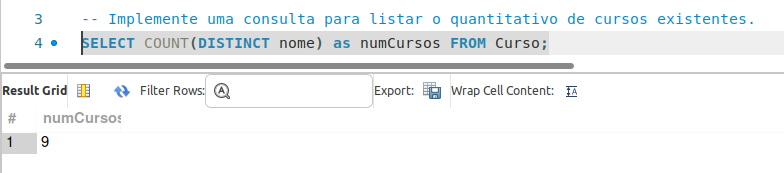 3 -- Implemente uma consulta para listar o quantitativo de cursos existentes.
4 SELECT COUNT(DISTINCT nome) as numCursos FROM Curso;
Result Grid Filter Rows: Export: Wrap Cell Content:
# numCursos
1 9